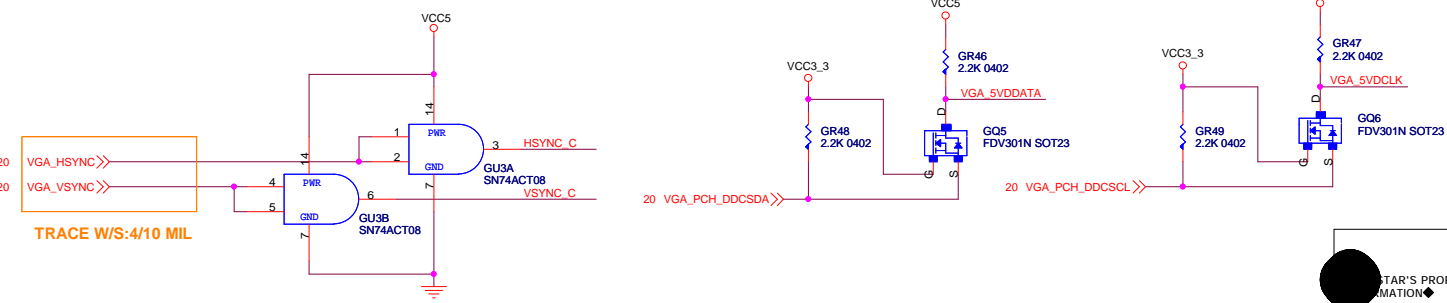 VCC5
VCC5
GR46
2.2K 0402
GR47
2.2K 0402
VCC3_3
VCC3_3
VGA_5VDDATA
VGA_5VDCLK
14
PWR
1
2
3
HSYNC_C
GND
GU3A
SN74ACT08
7
D
GQ5
FDV301N SOT23
G
S
GR48
2.2K 0402
D
GQ6
FDV301N SOT23
G
S
GR49
2.2K 0402
20 VGA_HSYNC
20 VGA_VSYNC
14
PWR
4
5
6
VSYNC_C
GND
GU3B
SN74ACT08
7
20 VGA_PCH_DDCSDA
20 VGA_PCH_DDCSCL
TRACE W/S:4/10 MIL